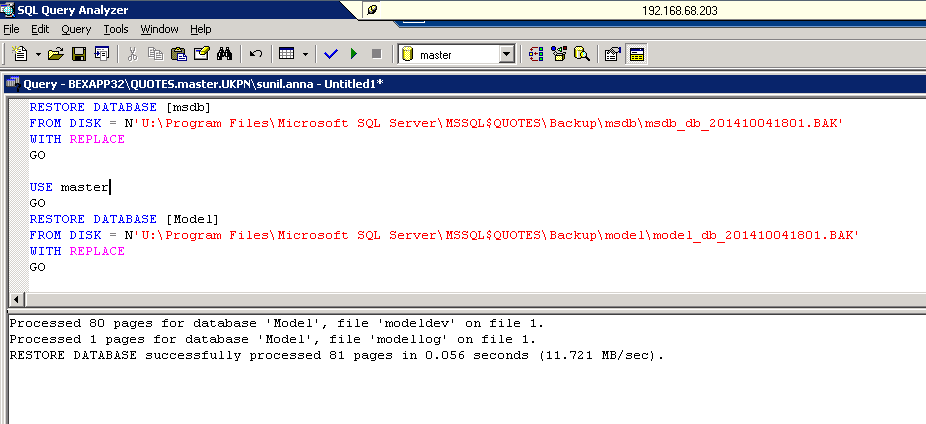 SQL Query Analyzer
192.168.68.203
File Edit Query Tools Window Help
master
Query - BEXAPP32\QUOTES.master.UKPN\sunil.anna - Untitled1*
RESTORE DATABASE [msdb]
FROM DISK = N'U:\Program Files\Microsoft SQL Server\MSSQL$QUOTES\Backup\msdb\msdb_db_201410041801.BAK'
WITH REPLACE
GO
USE master
GO
RESTORE DATABASE [Model]
FROM DISK = N'U:\Program Files\Microsoft SQL Server\MSSQL$QUOTES\Backup\model\model_db_201410041801.BAK'
WITH REPLACE
GO
Processed 80 pages for database 'Model', file 'modeldev' on file 1.
Processed 1 pages for database 'Model', file 'modellog' on file 1.
RESTORE DATABASE successfully processed 81 pages in 0.056 seconds (11.721 MB/sec).